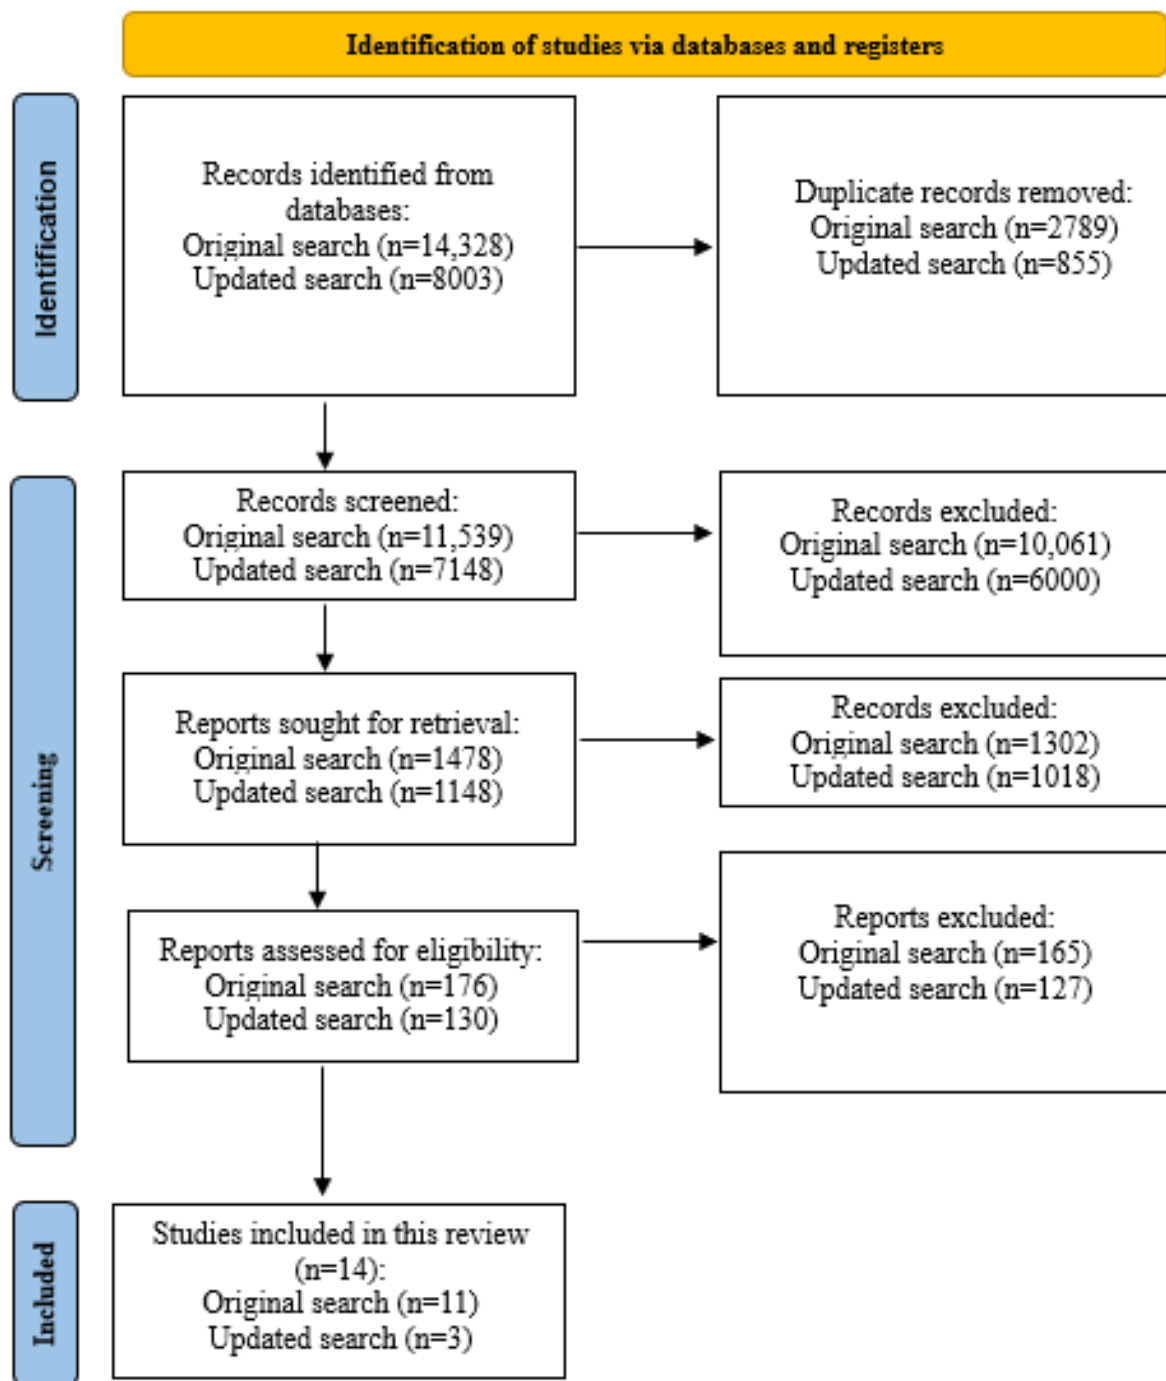 Identification of studies via databases and registers
Identification
Records identified from
databases:
Original search (n=14,328)
Updated search (n=8003)
Duplicate records removed:
Original search (n=2789)
Updated search (n=855)
Screening
Records screened:
Original search (n=11,539)
Updated search (n=7148)
Records excluded:
Original search (n=10,061)
Updated search (n=6000)
Reports sought for retrieval:
Original search (n=1478)
Updated search (n=1148)
Records excluded:
Original search (n=1302)
Updated search (n=1018)
Reports assessed for eligibility:
Original search (n=176)
Updated search (n=130)
Reports excluded:
Original search (n=165)
Updated search (n=127)
Included
Studies included in this review
(n=14):
Original search (n=11)
Updated search (n=3)